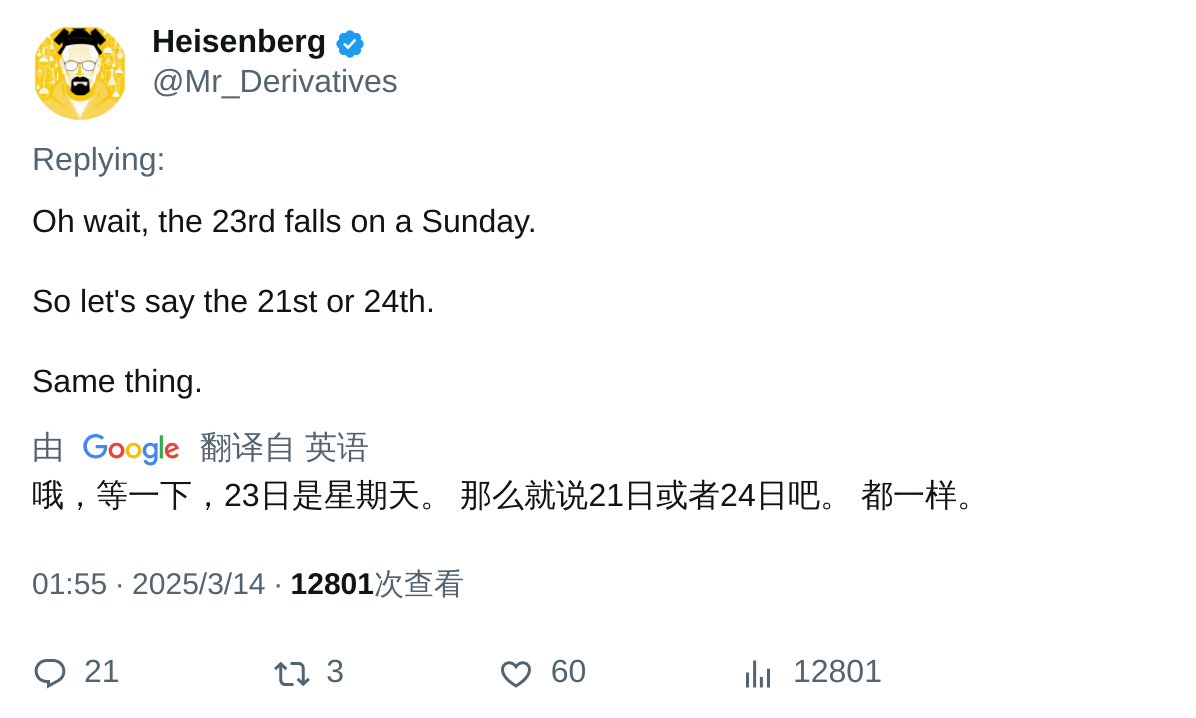 Heisenberg
@Mr_Derivatives
Replying:
Oh wait, the 23rd falls on a Sunday.
So let's say the 21st or 24th.
Same thing.
由 Google 翻译自 英语
哦，等一下，23日是星期天。 那么就说21日或者24日吧。 都一样。
01:55 · 2025/3/14 · 12801次查看
21 3 60 12801